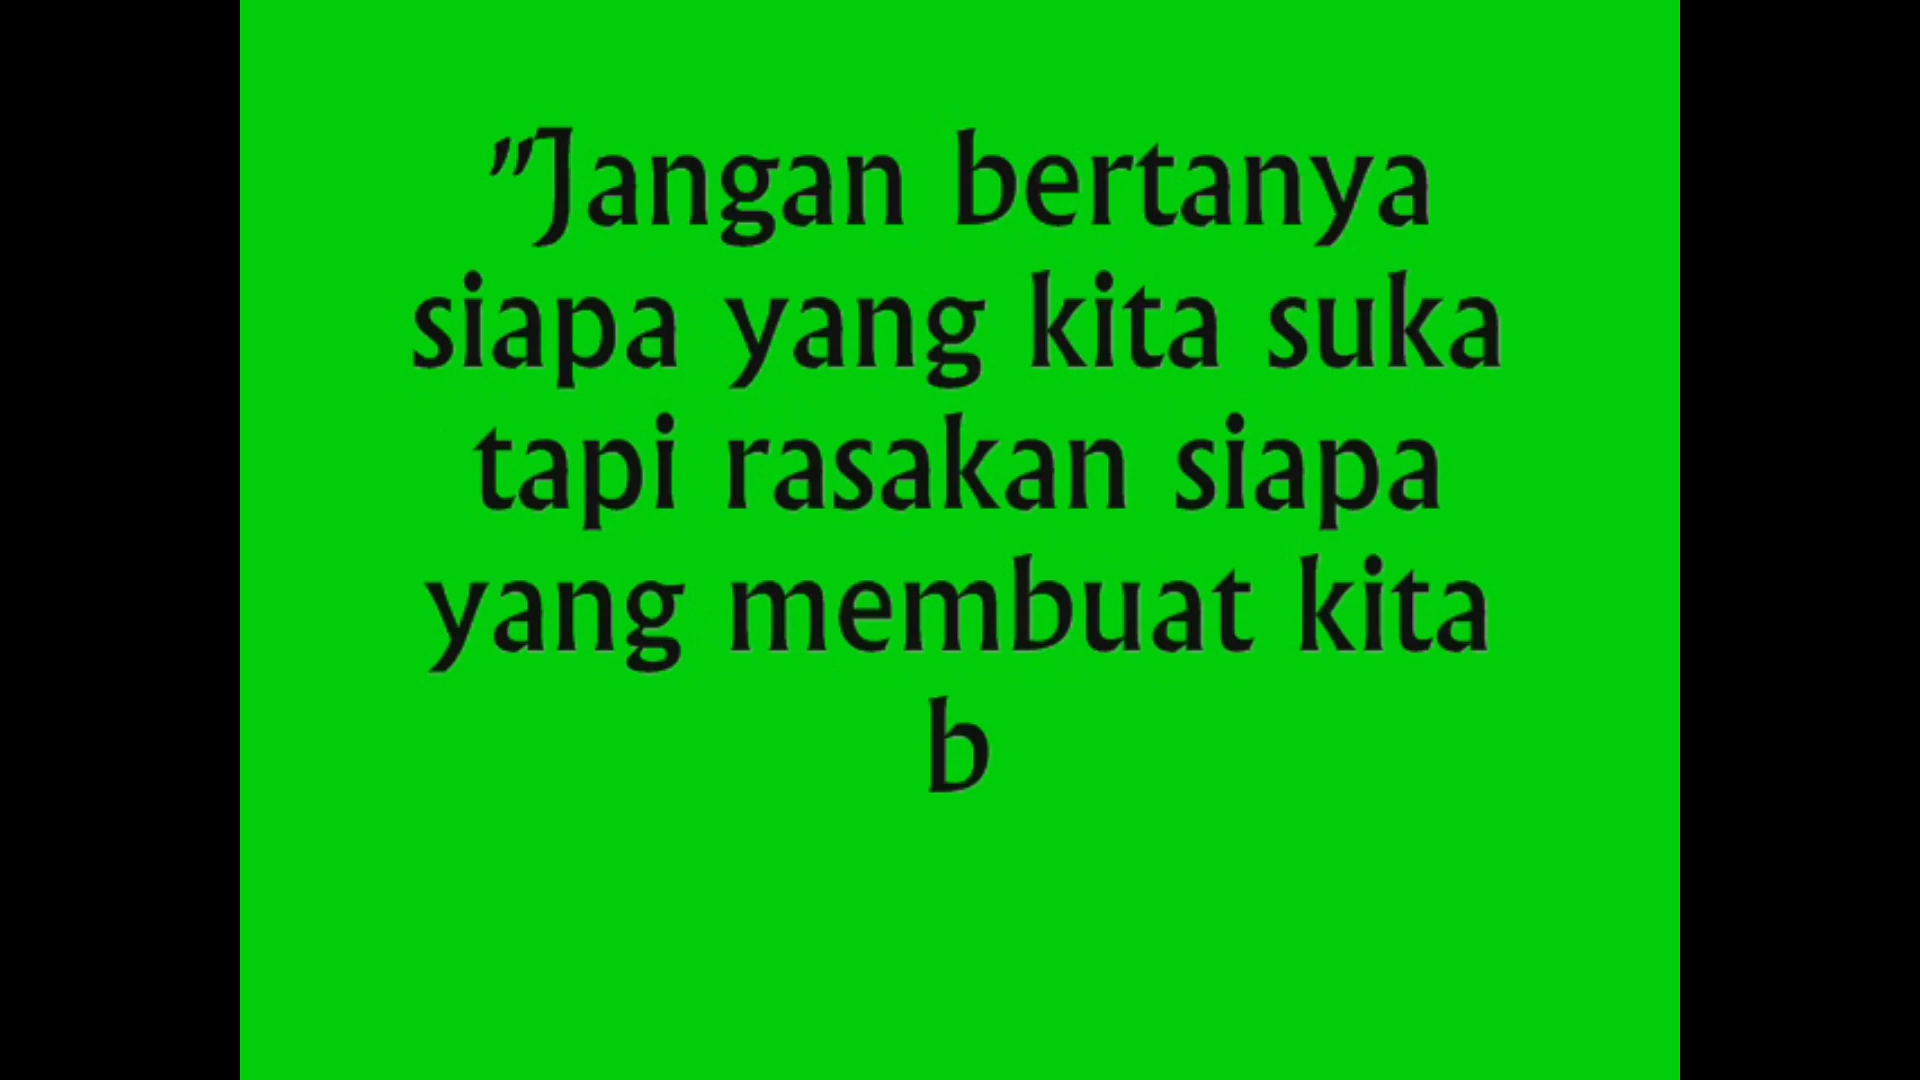 "Jangan bertanya
siapa yang kita suka
tapi rasakan siapa
yang membuat kita
b